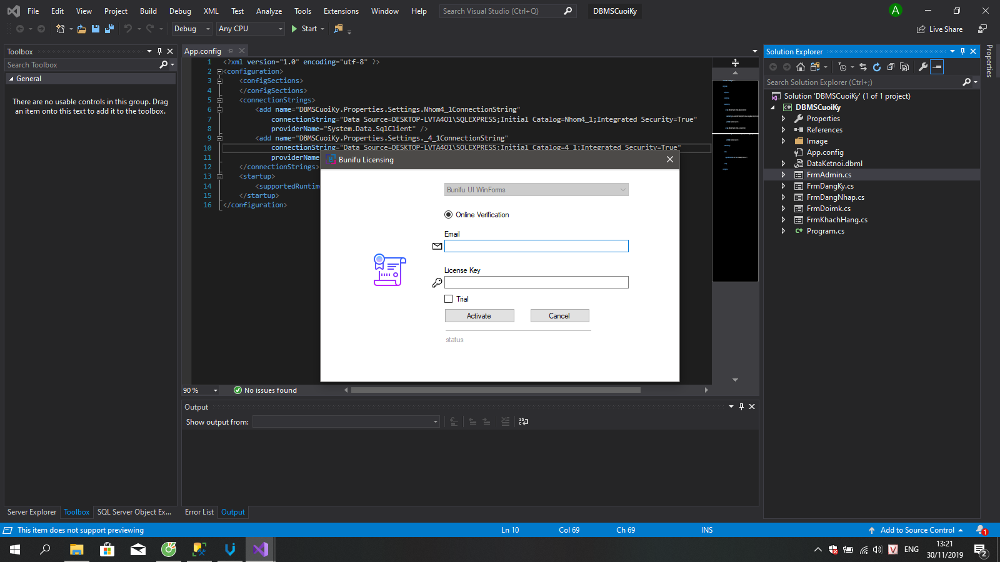 File Edit View Project Build Debug XML Test Analyze Tools Extensions Window Help Search Visual Studio (Ctrl+Q) DBMSCuoiKy A
Debug Any CPU Start Live Share
Toolbox
Search Toolbox
General
There are no usable controls in this group. Drag
an item onto this text to add it to the toolbox.
App.config
1 <?xml version="1.0" encoding="utf-8" ?>
2 <configuration>
3 <configSections>
4 </configSections>
5 <connectionStrings>
6 <add name="DBMSCuoiKy.Properties.Settings.Nhom4_1ConnectionString"
7 connectionString="Data Source=DESKTOP-LVTA4O1\SQLEXPRESS;Initial Catalog=Nhom4_1;Integrated Security=True"
8 providerName="System.Data.SqlClient" />
9 <add name="DBMSCuoiKy.Properties.Settings._4_1ConnectionString"
10 connectionString="Data Source=DESKTOP-LVTA4O1\SQLEXPRESS;Initial Catalog=4_1;Integrated Security=True"
11 providerName
12 </connectionStrings>
13 <startup>
14 <supportedRuntim
15 </startup>
16 </configuration>
Bunifu Licensing
Bunifu UI WinForms
Online Verification
Email
License Key
Trial
Activate Cancel
status
90 % No issues found
Output
Show output from:
Solution Explorer
Search Solution Explorer (Ctrl+;)
Solution 'DBMSCuoiKy' (1 of 1 project)
C# DBMSCuoiKy
Properties
References
Image
App.config
DataKetnoi.dbml
FrmAdmin.cs
FrmDangKy.cs
FrmDangNhap.cs
FrmDoimk.cs
FrmKhachHang.cs
C# Program.cs
Properties
Server Explorer Toolbox SQL Server Object Ex... Error List Output
This item does not support previewing Ln 10 Col 69 Ch 69 INS Add to Source Control 1
V ENG 13:21
30/11/2019 2